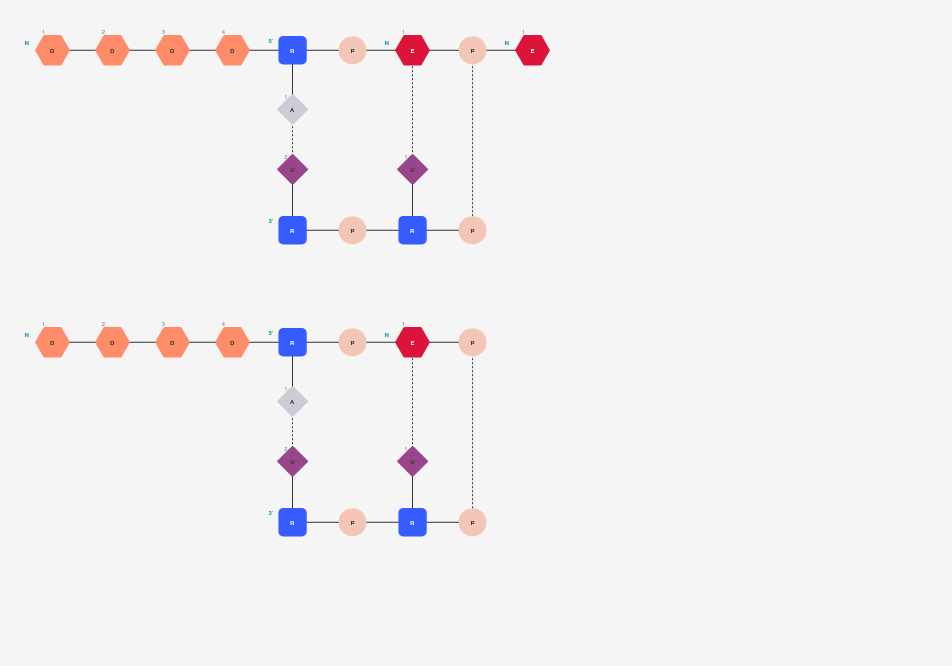 1 2 3 4 1 1
N D D D D 5' R P N E P N E
1
A
2 1
U U
3' R P R P
1 2 3 4 1
N D D D D 5' R P N E P
1
A
2 1
U U
3' R P R P